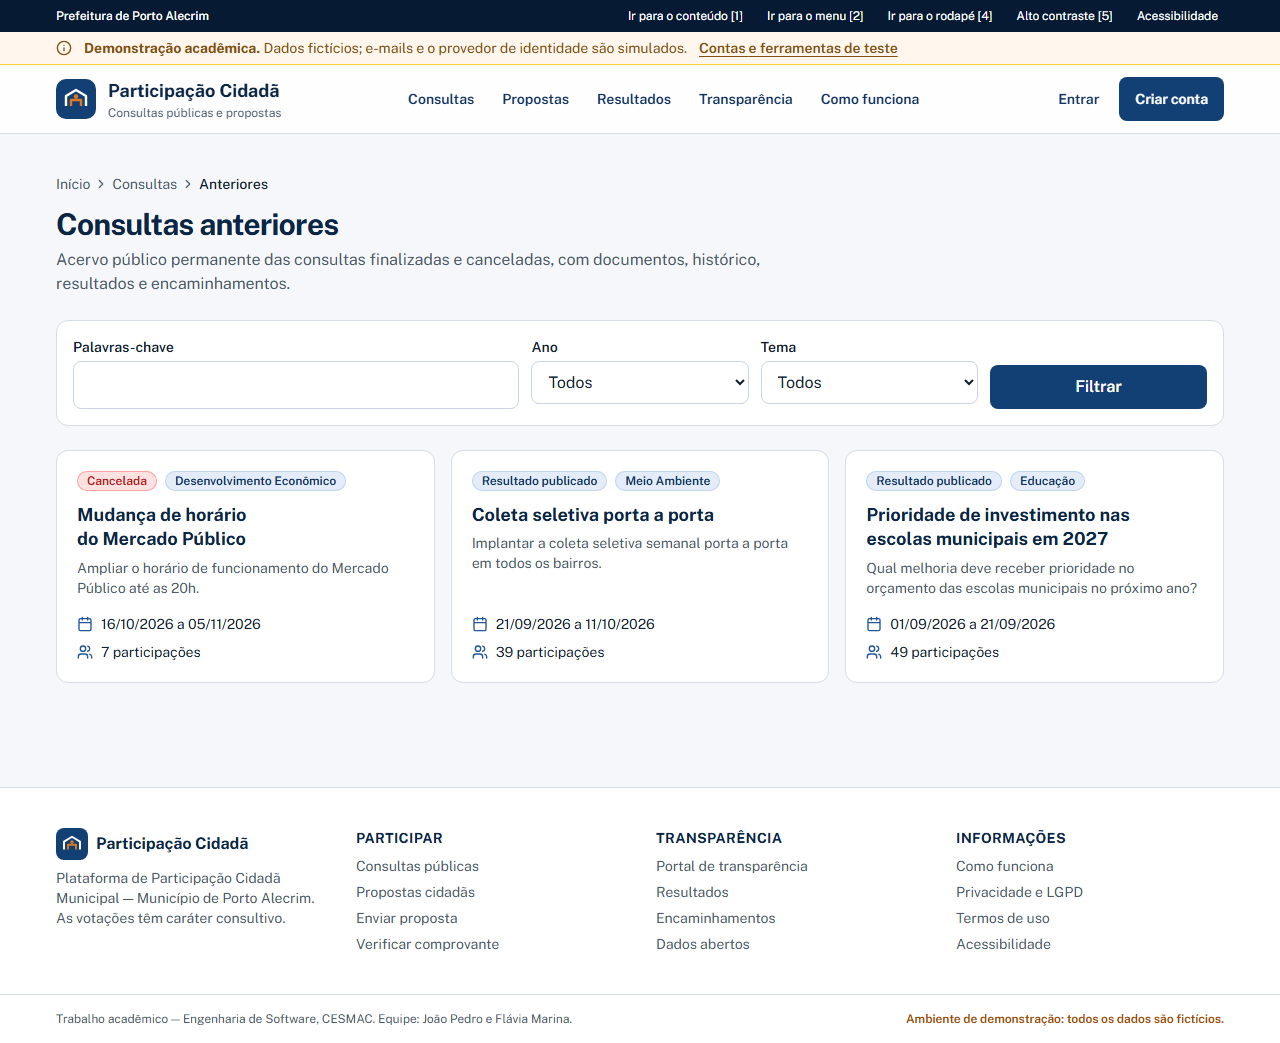 Prefeitura de Porto Alecrim
Ir para o conteúdo [1]
Ir para o menu [2]
Ir para o rodapé [4]
Alto contraste [5]
Acessibilidade
Demonstração acadêmica. Dados fictícios; e-mails e o provedor de identidade são simulados. Contas e ferramentas de teste
Participação Cidadã
Consultas públicas e propostas
Consultas
Propostas
Resultados
Transparência
Como funciona
Entrar
Criar conta
Início > Consultas > Anteriores
Consultas anteriores
Acervo público permanente das consultas finalizadas e canceladas, com documentos, histórico,
resultados e encaminhamentos.
Palavras-chave
Ano
Todos
Tema
Todos
Filtrar
Cancelada
Desenvolvimento Econômico
Mudança de horário
do Mercado Público
Ampliar o horário de funcionamento do Mercado
Público até as 20h.
16/10/2026 a 05/11/2026
7 participações
Resultado publicado
Meio Ambiente
Coleta seletiva porta a porta
Implantar a coleta seletiva semanal porta a porta
em todos os bairros.
21/09/2026 a 11/10/2026
39 participações
Resultado publicado
Educação
Prioridade de investimento nas
escolas municipais em 2027
Qual melhoria deve receber prioridade no
orçamento das escolas municipais no próximo ano?
01/09/2026 a 21/09/2026
49 participações
Participação Cidadã
Plataforma de Participação Cidadã
Municipal — Município de Porto Alecrim.
As votações têm caráter consultivo.
PARTICIPAR
Consultas públicas
Propostas cidadãs
Enviar proposta
Verificar comprovante
TRANSPARÊNCIA
Portal de transparência
Resultados
Encaminhamentos
Dados abertos
INFORMAÇÕES
Como funciona
Privacidade e LGPD
Termos de uso
Acessibilidade
Trabalho acadêmico — Engenharia de Software, CESMAC. Equipe: João Pedro e Flávia Marina.
Ambiente de demonstração: todos os dados são fictícios.